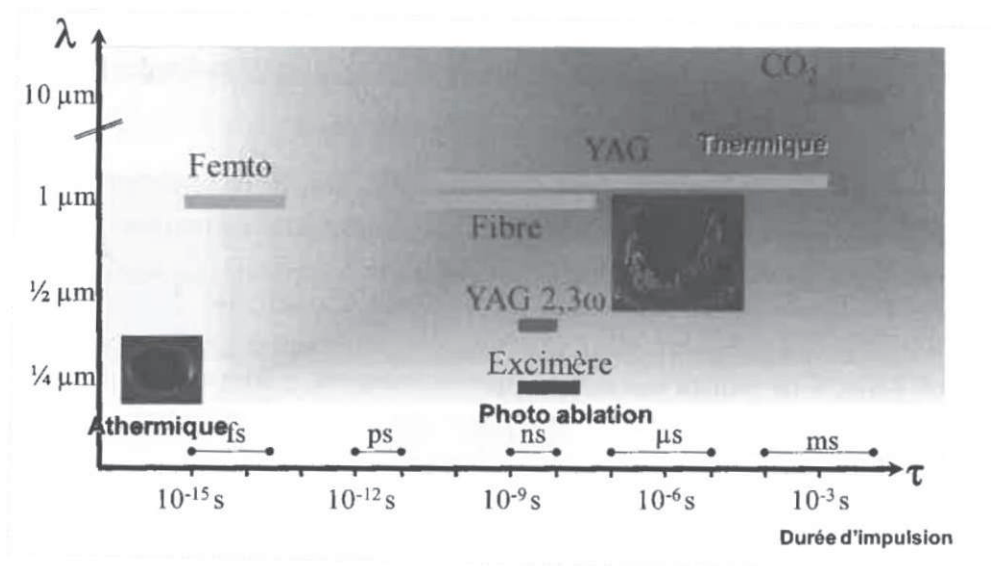 λ
CO₂
10 µm
YAG Thermique
Femto
1 µm
Fibre
½ µm
YAG 2,3ω
Excimère
¼ µm
Photo ablation
Athermique
fs ps ns µs ms
τ
10⁻¹⁵ s 10⁻¹² s 10⁻⁹ s 10⁻⁶ s 10⁻³ s
Durée d'impulsion